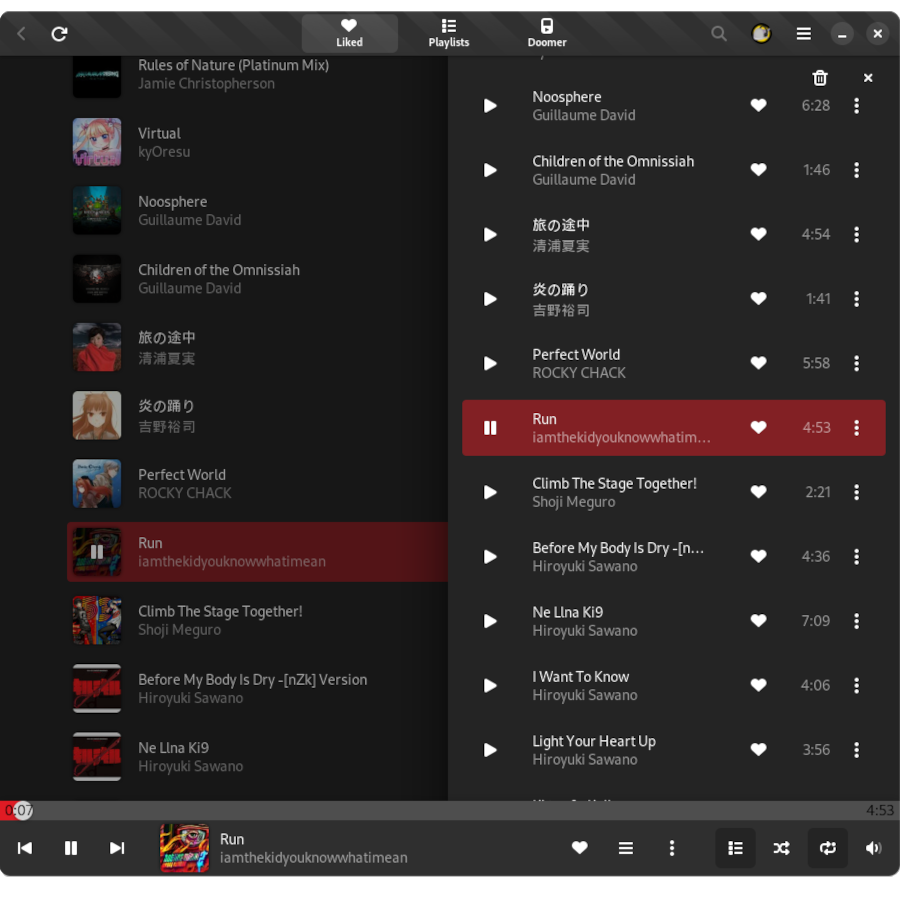 Liked
Playlists
Doomer
Rules of Nature (Platinum Mix)
Jamie Christopherson
Virtual
kyOresu
Noosphere
Guillaume David
Children of the Omnissiah
Guillaume David
旅の途中
清浦夏実
炎の踊り
吉野裕司
Perfect World
ROCKY CHACK
Run
iamthekidyouknowwhatimean
Climb The Stage Together!
Shoji Meguro
Before My Body Is Dry -[nZk] Version
Hiroyuki Sawano
Ne LIna Ki9
Hiroyuki Sawano
Noosphere
Guillaume David
6:28
Children of the Omnissiah
Guillaume David
1:46
旅の途中
清浦夏実
4:54
炎の踊り
吉野裕司
1:41
Perfect World
ROCKY CHACK
5:58
Run
iamthekidyouknowwhatim...
4:53
Climb The Stage Together!
Shoji Meguro
2:21
Before My Body Is Dry -[n...
Hiroyuki Sawano
4:36
Ne LIna Ki9
Hiroyuki Sawano
7:09
I Want To Know
Hiroyuki Sawano
4:06
Light Your Heart Up
Hiroyuki Sawano
3:56
0:07
4:53
Run
iamthekidyouknowwhatimean